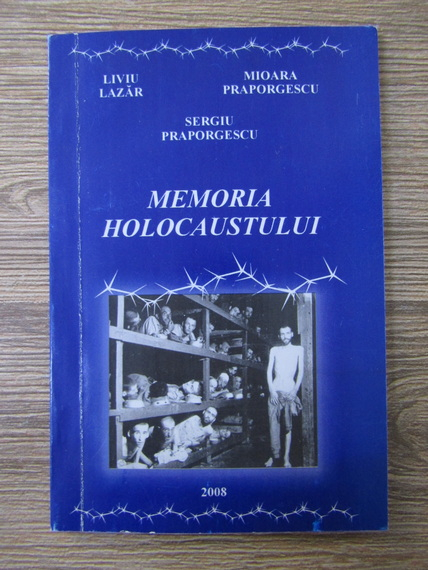 LIVIU
LAZĂR
MIOARA
PRAPORGESCU
SERGIU
PRAPORGESCU
MEMORIA
HOLOCAUSTULUI
2008